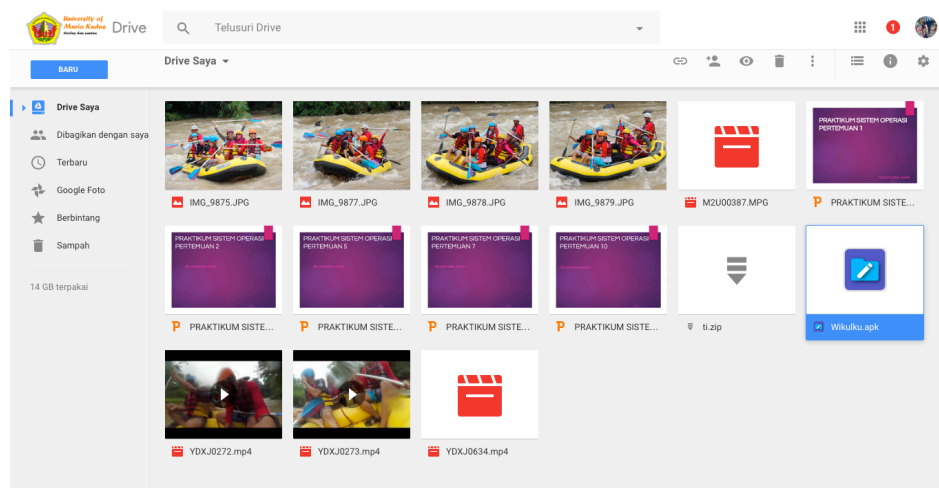 University of
Muria Kudus
Drive
Telusuri Drive
1
BARU
Drive Saya
Drive Saya
Dibagikan dengan saya
Terbaru
Google Foto
Berbintang
Sampah
14 GB terpakai
PRAKTIKUM SISTEM OPERASI
PERTEMUAN 1
IMG_9875.JPG
IMG_9877.JPG
IMG_9878.JPG
IMG_9879.JPG
M2U00387.MPG
P PRAKTIKUM SISTE...
PRAKTIKUM SISTEM OPERASI
PERTEMUAN 2
PRAKTIKUM SISTEM OPERASI
PERTEMUAN 5
PRAKTIKUM SISTEM OPERASI
PERTEMUAN 7
PRAKTIKUM SISTEM OPERASI
PERTEMUAN 10
P PRAKTIKUM SISTE...
P PRAKTIKUM SISTE...
P PRAKTIKUM SISTE...
P PRAKTIKUM SISTE...
ti.zip
Wikulku.apk
YDXJ0272.mp4
YDXJ0273.mp4
YDXJ0634.mp4